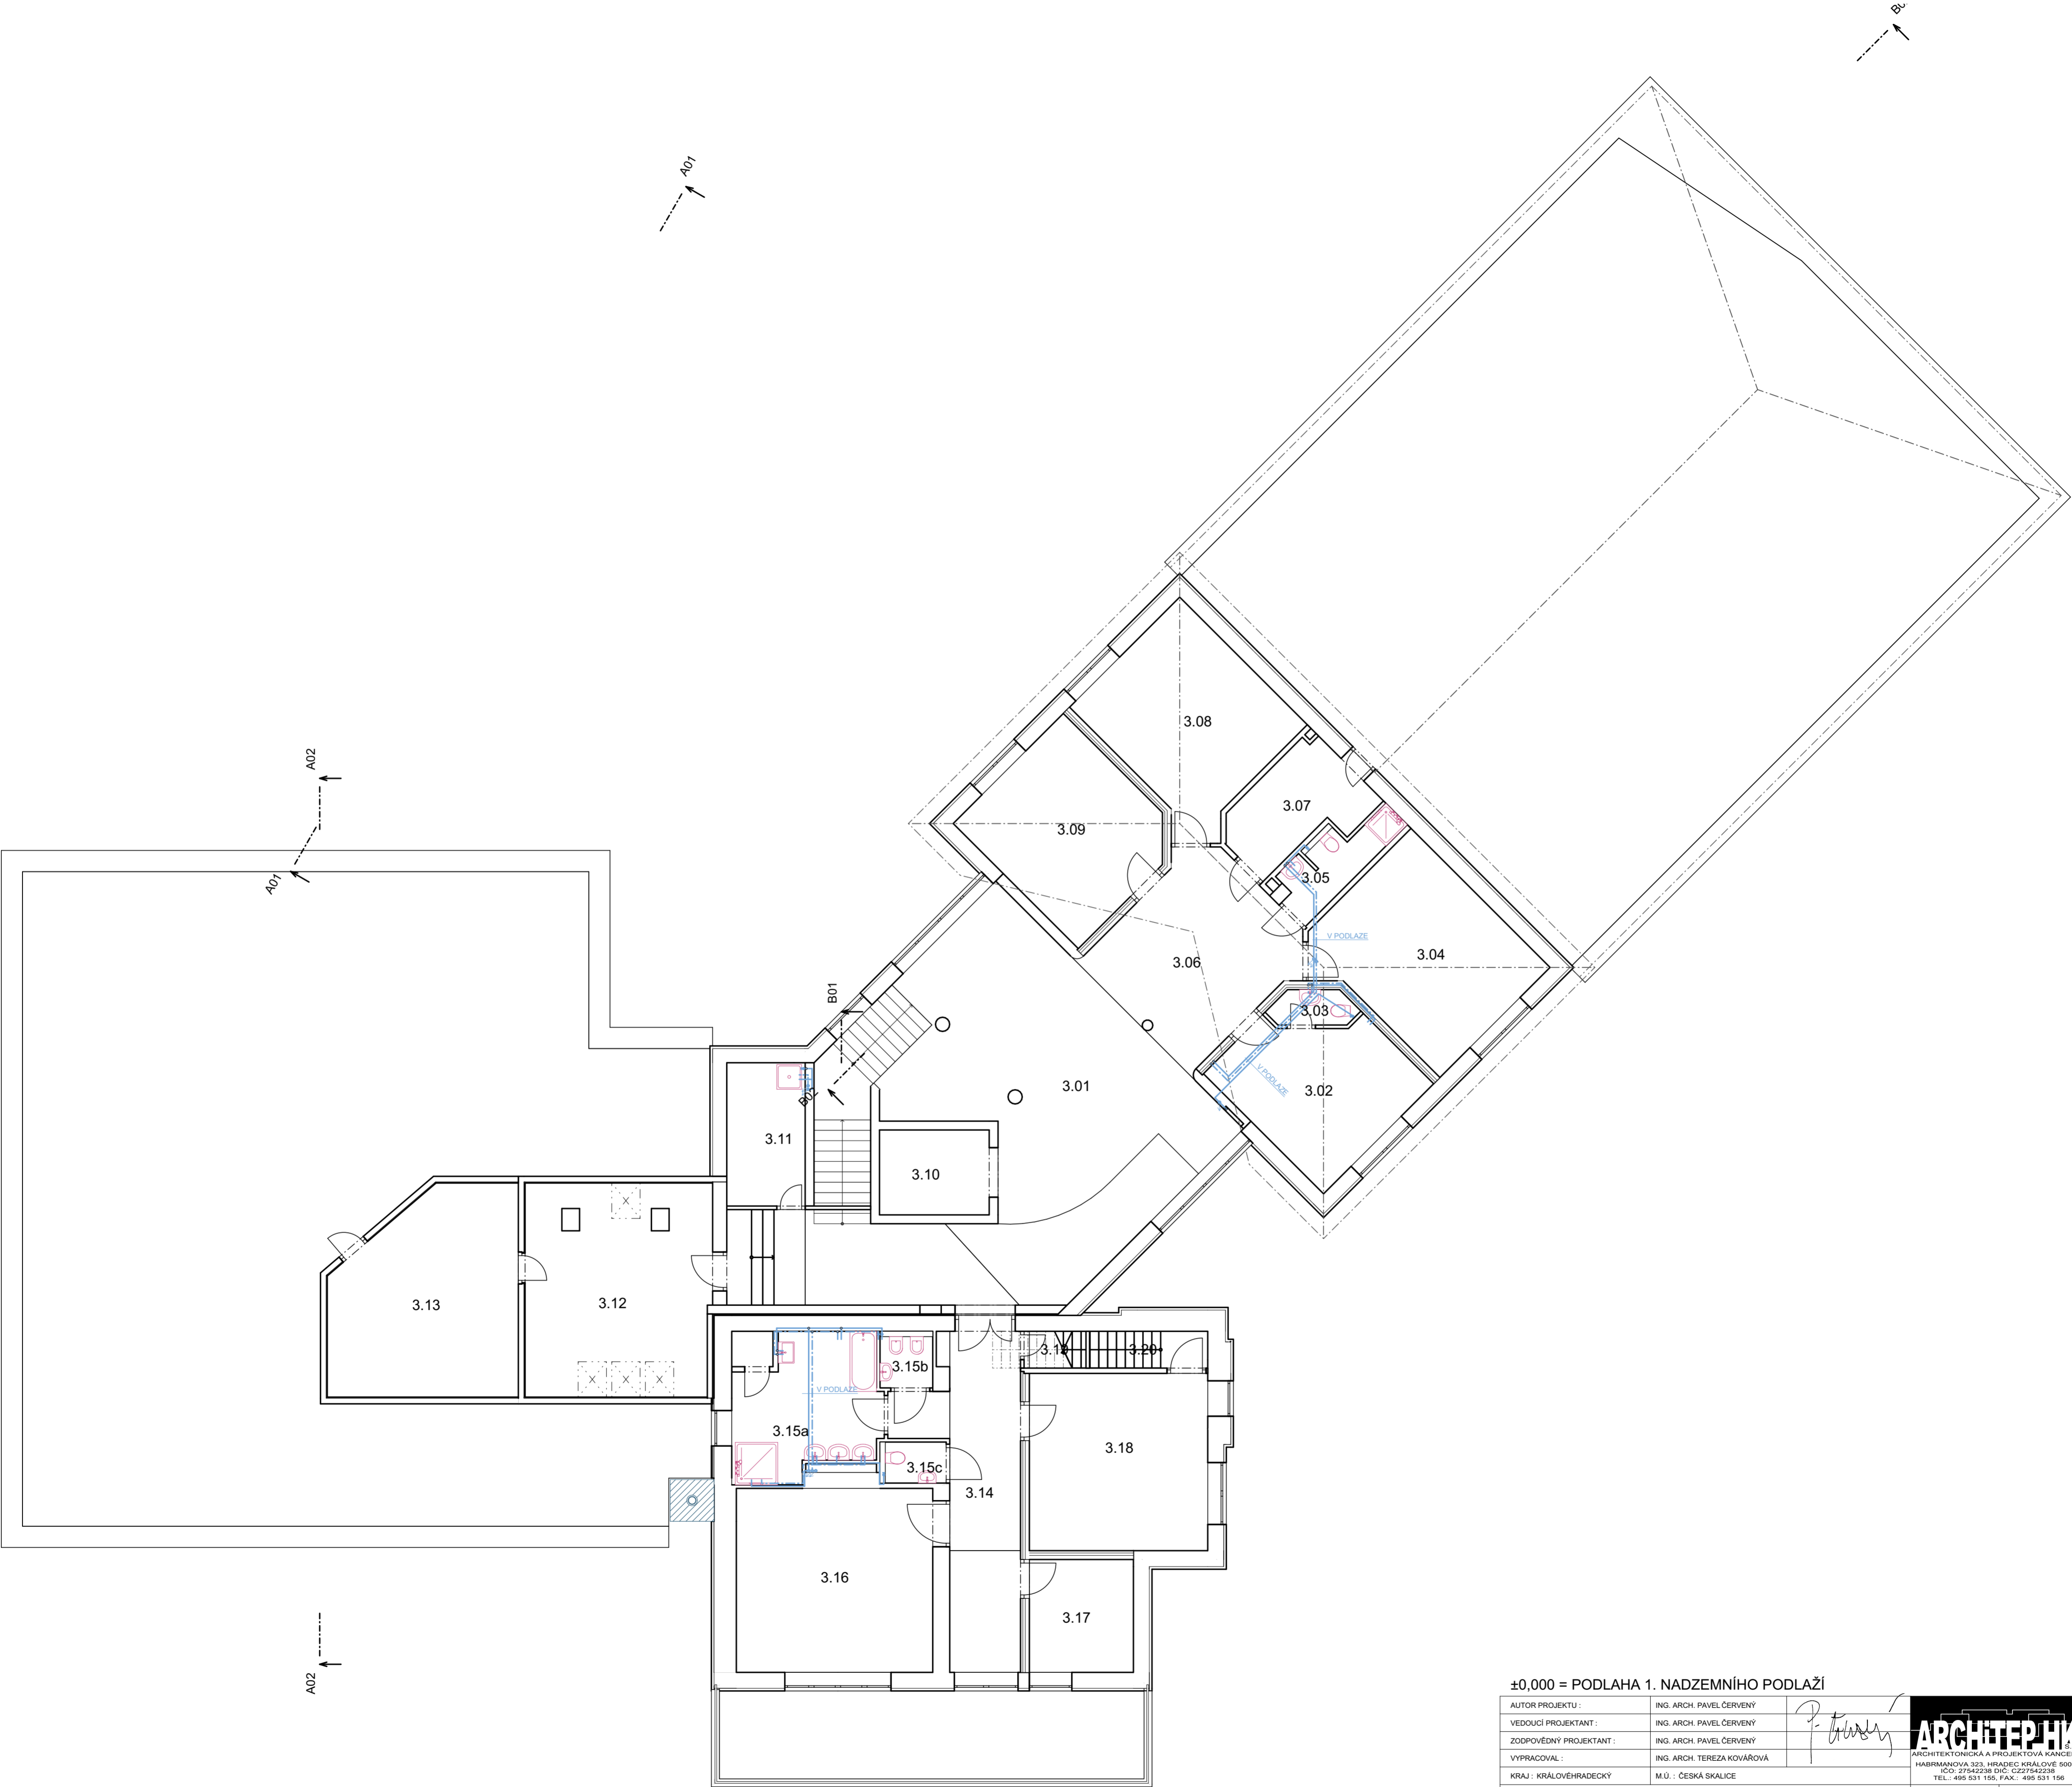 A01
A02
A01
3.08
3.07
3.09
3.05
V PODLAZE
3.04
3.06
B01
3.03
V PODLAZE
3.02
3.01
B02
3.11
3.10
3.13
3.12
3.19
3.20
3.15b
V PODLAZE
3.15a
3.18
3.15c
3.14
3.16
3.17
A02
±0,000 = PODLAHA 1. NADZEMNÍHO PODLAŽÍ
AUTOR PROJEKTU : ING. ARCH. PAVEL ČERVENÝ
VEDOUCÍ PROJEKTANT : ING. ARCH. PAVEL ČERVENÝ
ZODPOVĚDNÝ PROJEKTANT : ING. ARCH. PAVEL ČERVENÝ
VYPRACOVAL : ING. ARCH. TEREZA KOVÁŘOVÁ
KRAJ : KRÁLOVÉHRADECKÝ M.Ú. : ČESKÁ SKALICE
ARCHiTEP HK
ARCHITEKTONICKÁ A PROJEKTOVÁ
HABRMANOVA 323, HRADEC KRÁLOVÉ 500
IČO: 27542238 DIČ: CZ27542238
TEL.: 495 531 155, FAX.: 495 531 156